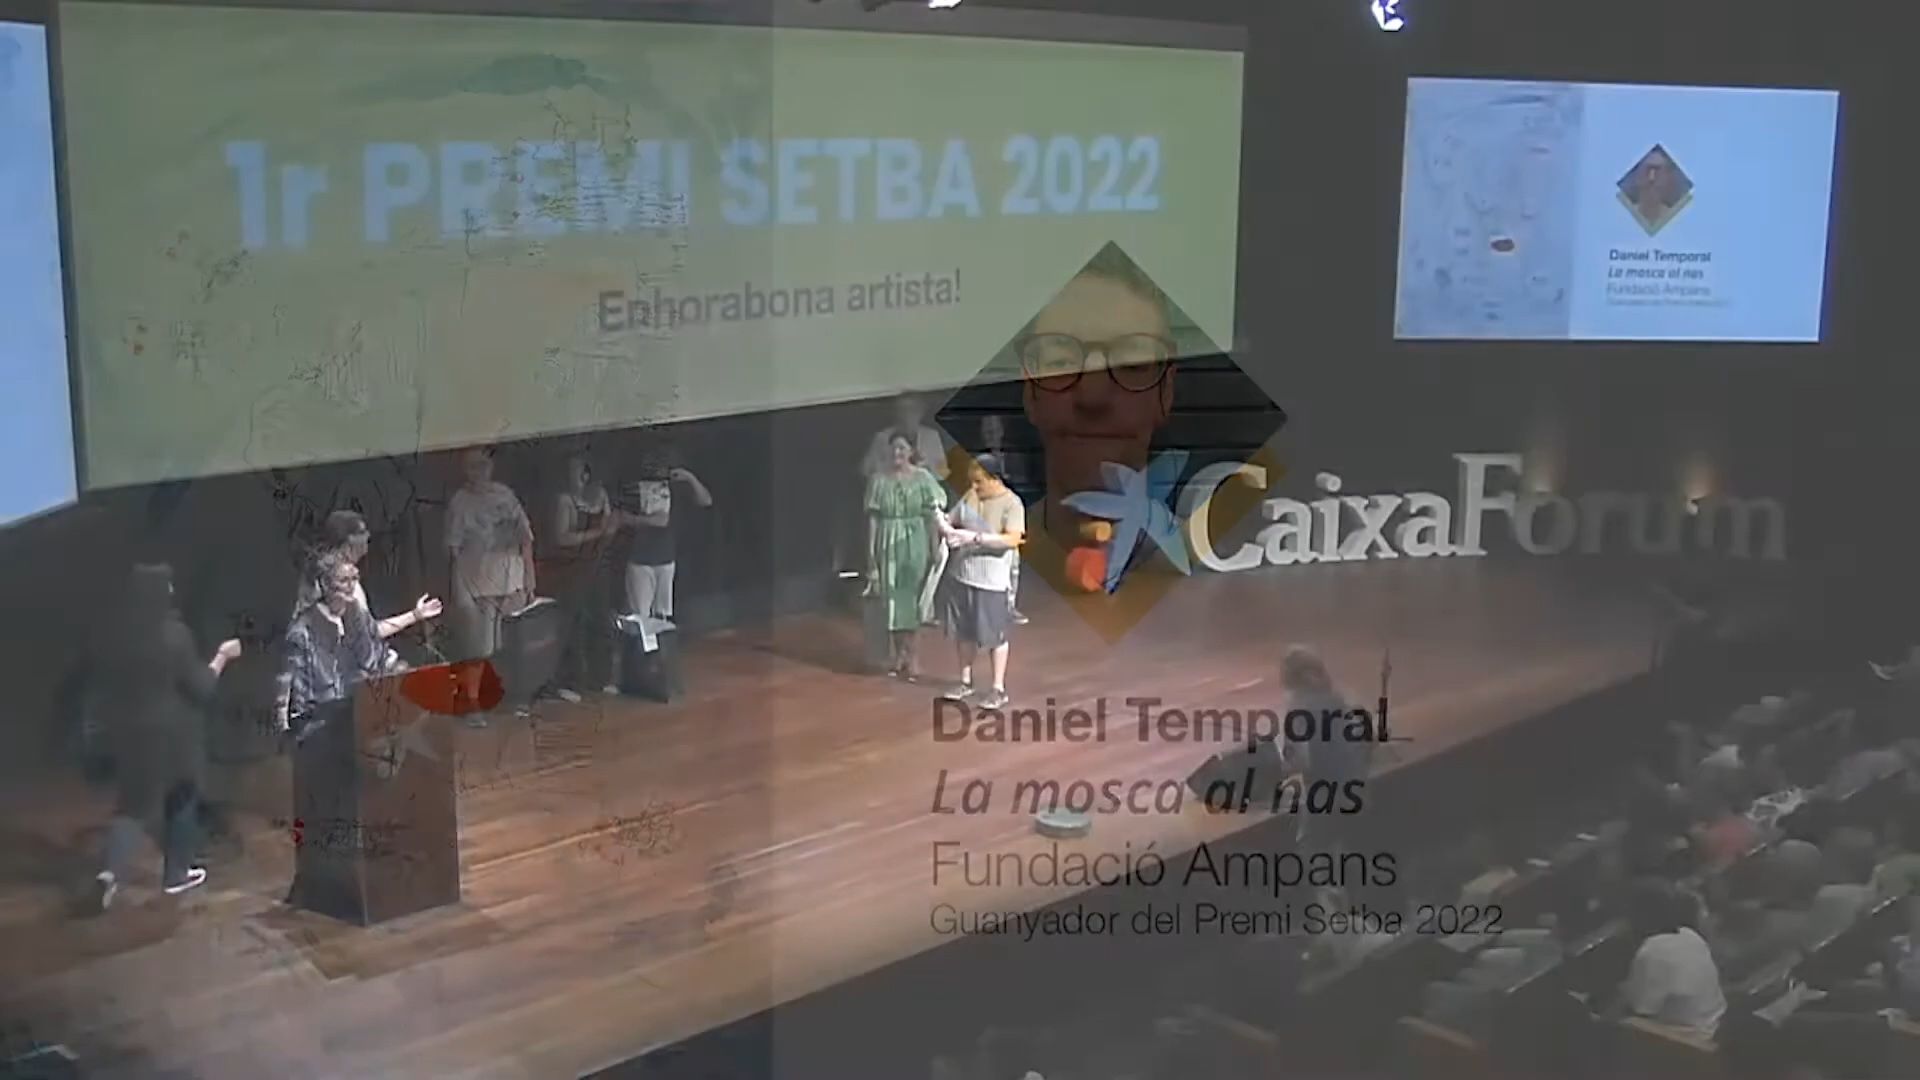 1r PREMI SETBA 2022
Enhorabona artista!
Daniel Temporal
La mosca al nas
Fundació Ampans
CaixaForum
Daniel Temporal
La mosca al nas
Fundació Ampans
Guanyador del Premi Setba 2022